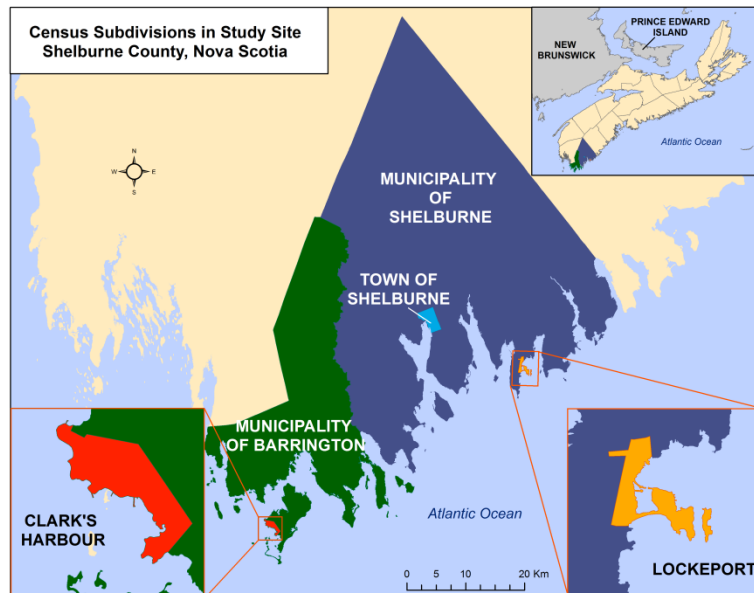 Census Subdivisions in Study Site
Shelburne County, Nova Scotia
PRINCE EDWARD
ISLAND
NEW
BRUNSWICK
Atlantic Ocean
N
W E
S
MUNICIPALITY
OF
SHELBURNE
TOWN OF
SHELBURNE
MUNICIPALITY
OF BARRINGTON
CLARK'S
HARBOUR
Atlantic Ocean
LOCKEPORT
0 5 10 20 Km